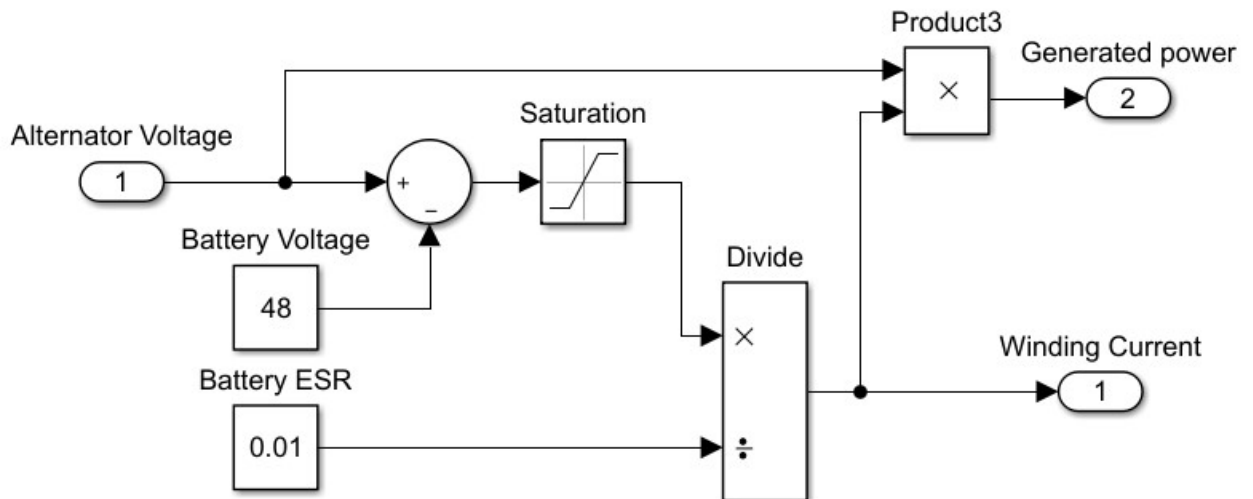 Product3
Generated power
×
2
Saturation
Alternator Voltage
1
+
−
Battery Voltage
48
Divide
×
Winding Current
1
Battery ESR
0.01
÷